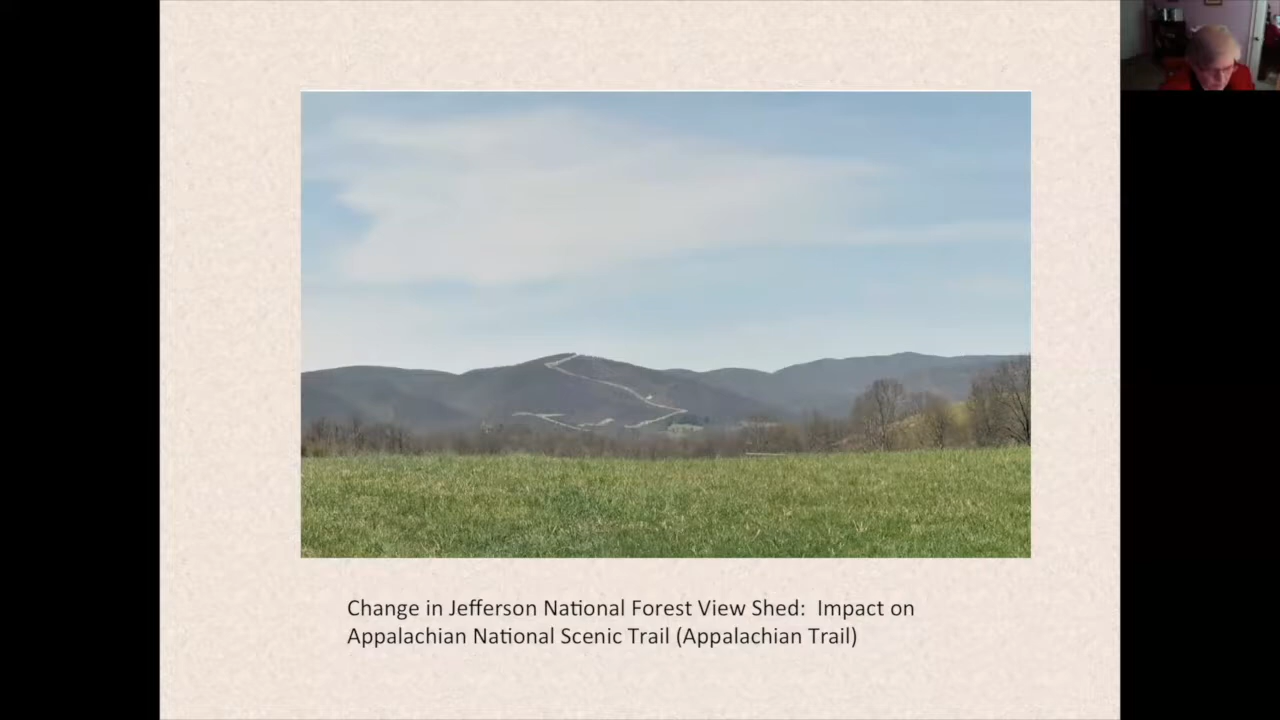 Change in Jefferson National Forest View Shed:  Impact on
Appalachian National Scenic Trail (Appalachian Trail)